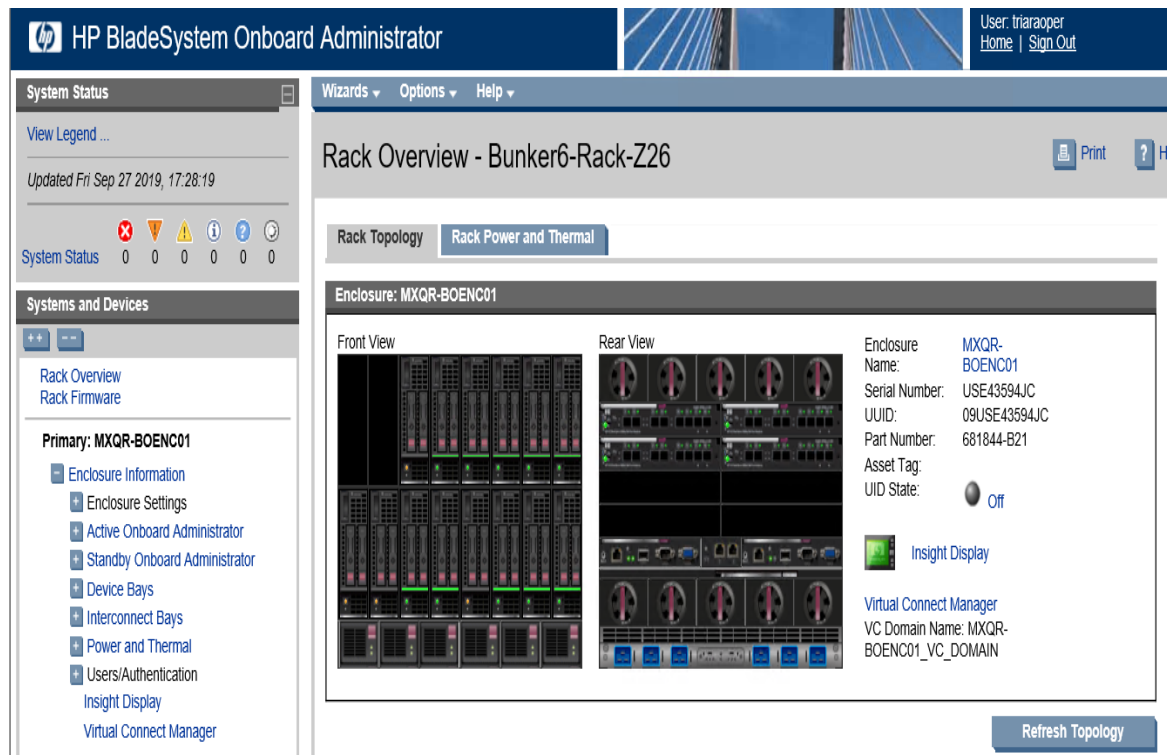 hp HP BladeSystem Onboard Administrator
User: triaraoper
Home | Sign Out
System Status
View Legend ...
Updated Fri Sep 27 2019, 17:28:19
System Status 0 0 0 0 0 0
Systems and Devices
++ --
Rack Overview
Rack Firmware
Primary: MXQR-BOENC01
Enclosure Information
Enclosure Settings
Active Onboard Administrator
Standby Onboard Administrator
Device Bays
Interconnect Bays
Power and Thermal
Users/Authentication
Insight Display
Virtual Connect Manager
Wizards Options Help
Rack Overview - Bunker6-Rack-Z26
Print ? H
Rack Topology Rack Power and Thermal
Enclosure: MXQR-BOENC01
Front View Rear View
Enclosure Name: MXQR-
BOENC01
Serial Number: USE43594JC
UUID: 09USE43594JC
Part Number: 681844-B21
Asset Tag:
UID State: Off
Insight Display
Virtual Connect Manager
VC Domain Name: MXQR-
BOENC01_VC_DOMAIN
Refresh Topology